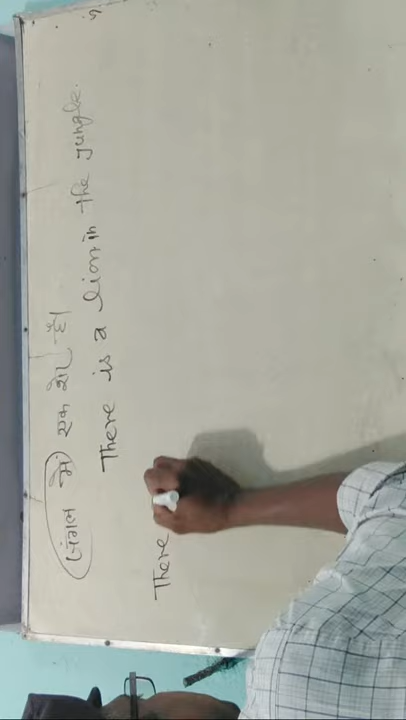 जंगल में एक शेर है।
There is a lion in the jungle.
There